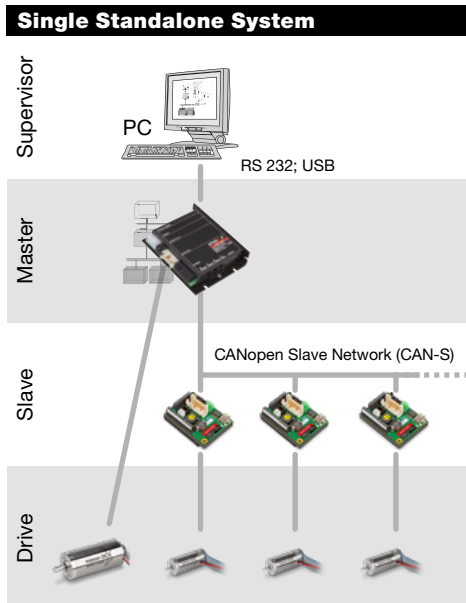 Single Standalone System
Supervisor
PC
RS 232; USB
Master
CANopen Slave Network (CAN-S)
Slave
Drive